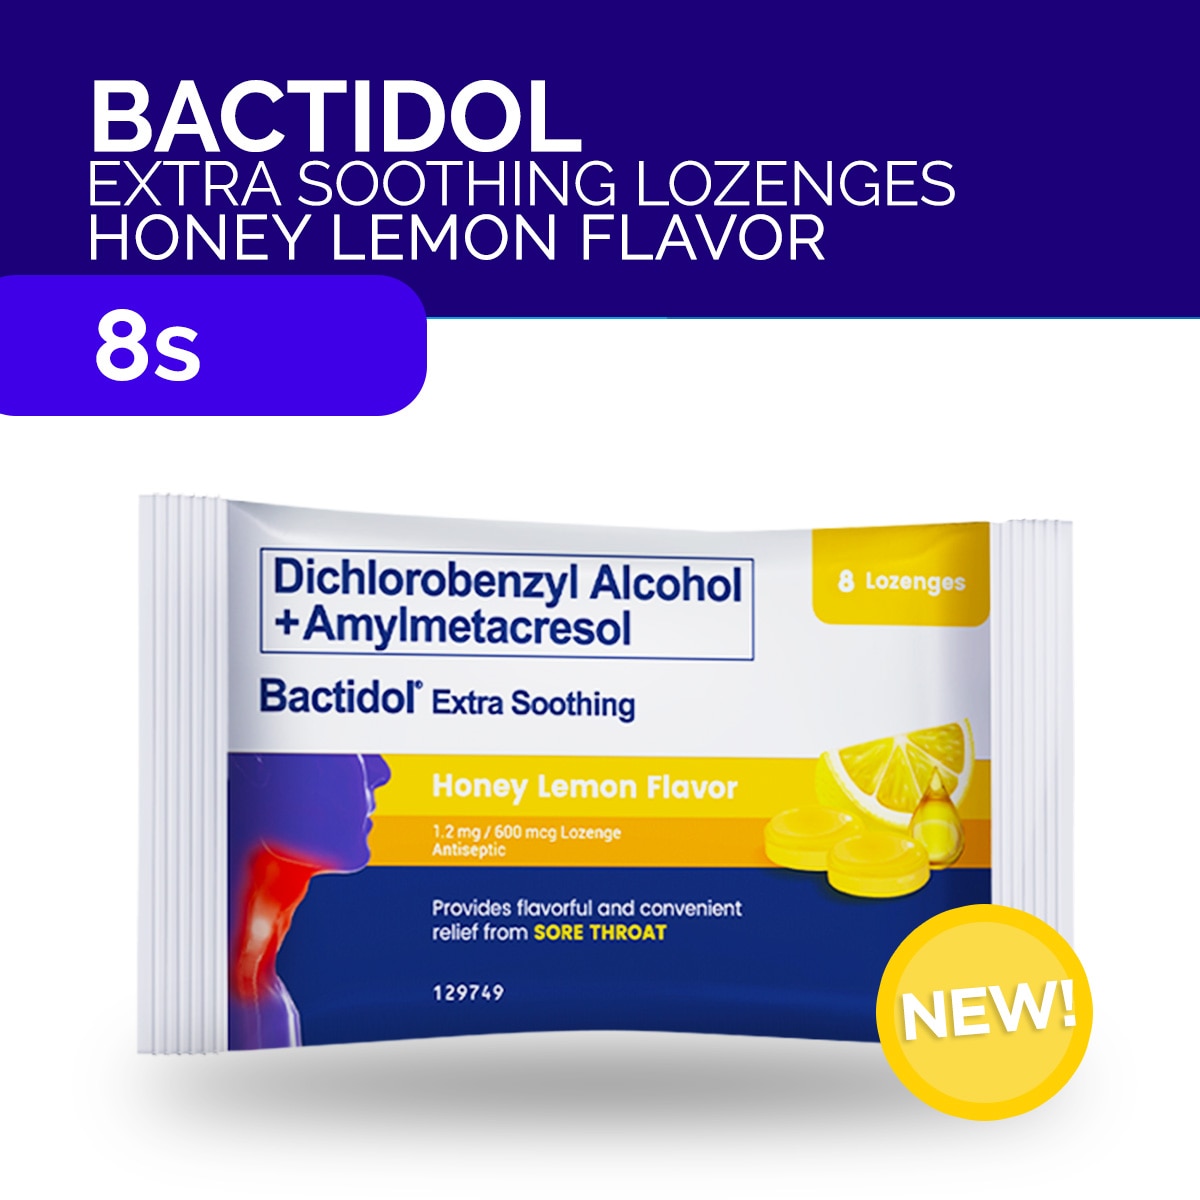 BACTIDOL
EXTRA SOOTHING LOZENGES
HONEY LEMON FLAVOR
8s
Dichlorobenzyl Alcohol
+Amylmetacresol
8 Lozenges
Bactidol® Extra Soothing
Honey Lemon Flavor
1.2 mg / 600 mcg Lozenge
Antiseptic
Provides flavorful and convenient
relief from SORE THROAT
129749
NEW!